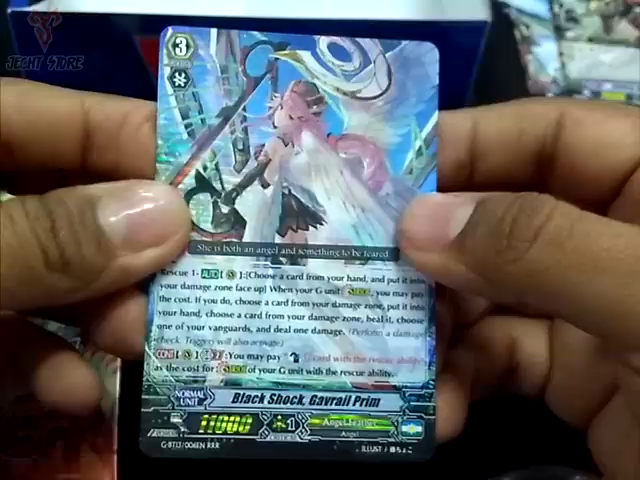 JECHT STORE
3
She is both an angel and something to be feared.
Rescue 1- AUTO [ S ]:[Choose a card from your hand, and put it into
your damage zone face up] When your G unit , you may pay
the cost. If you do, choose a card from your damage zone, put it into
your hand, choose a card from your damage zone, heal it, choose
one of your vanguards, and deal one damage. (Perform a damage
check. Triggers will also activate)
CONT [ S ] :You may pay card with the rescue ability
as the cost for of your G unit with the rescue ability.
NORMAL
UNIT
Black Shock, Gavrail Prim
11000
1
Angel Feather
Angel
G-BT13/006EN RRR
ILLUST